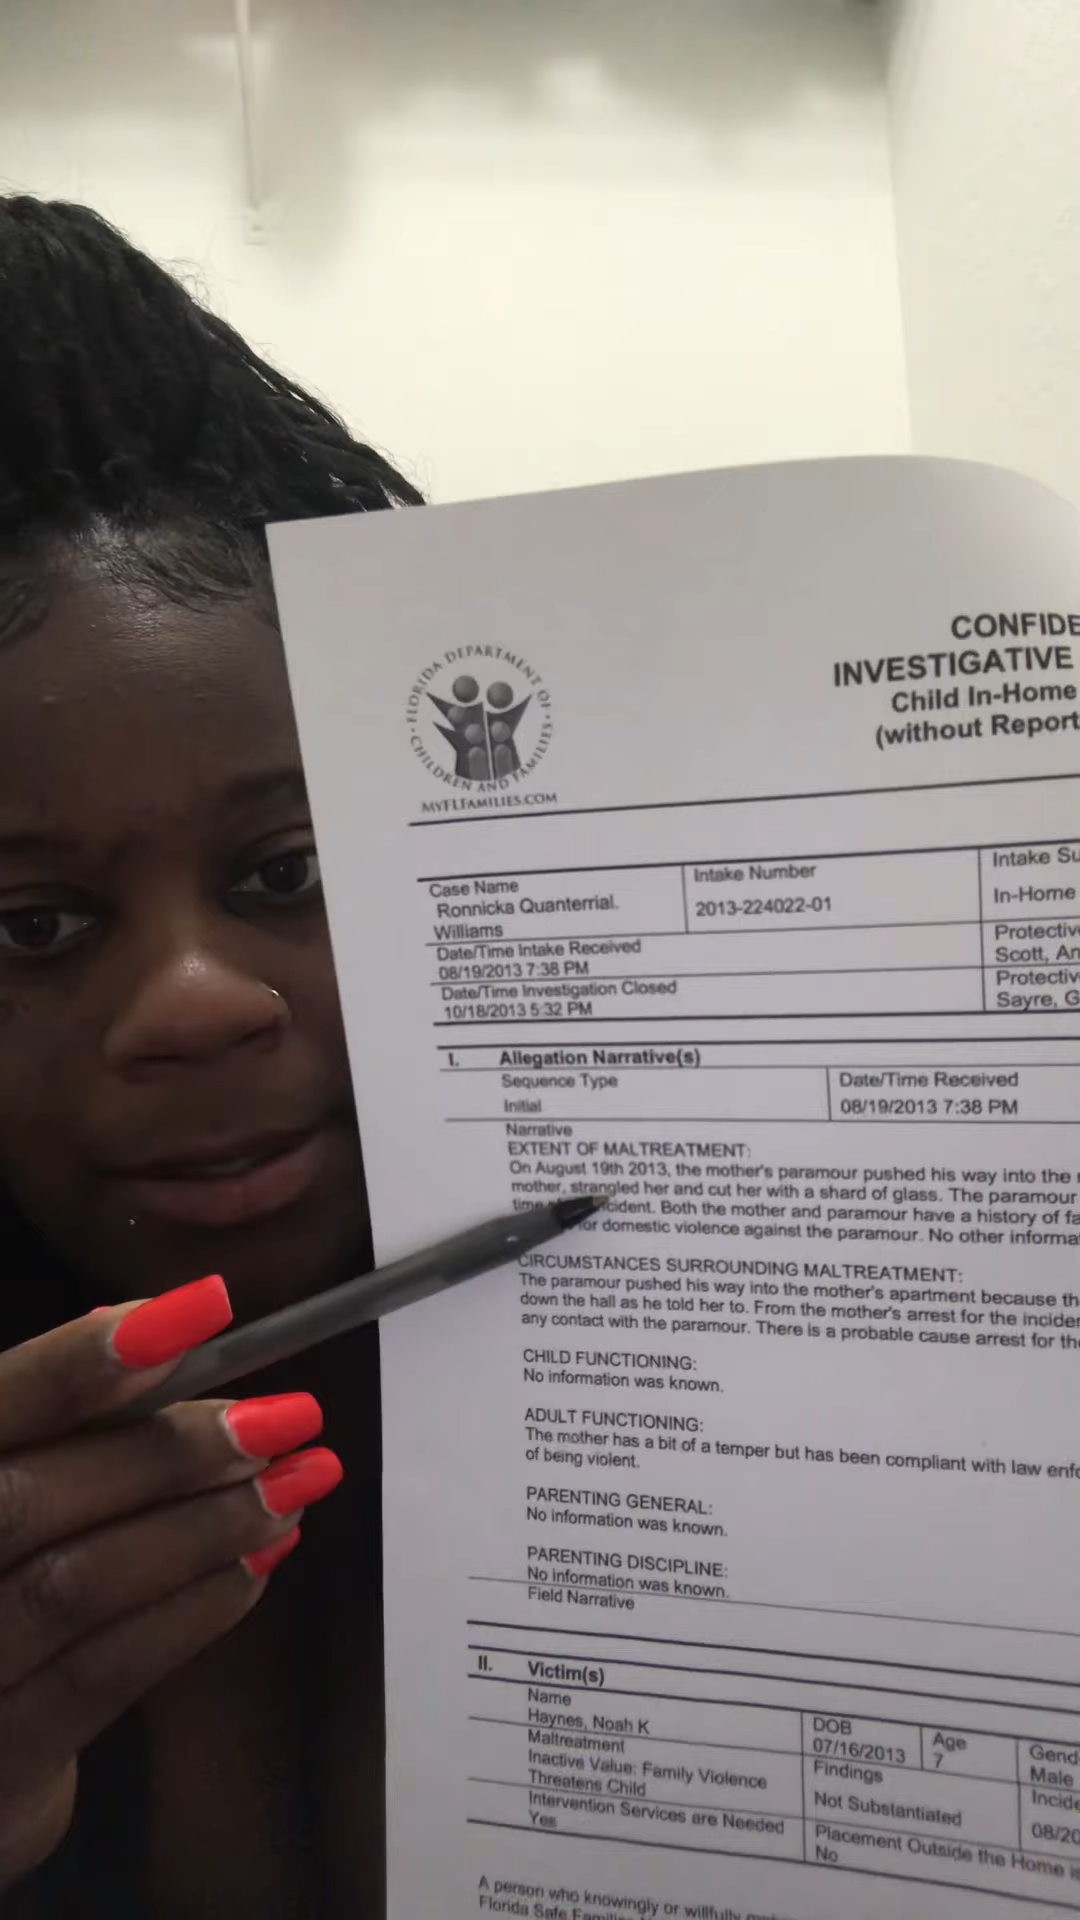 FLORIDA DEPARTMENT OF
CHILDREN AND FAMILIES
MYFLFAMILIES.COM
CONFIDE
INVESTIGATIVE
Child In-Home
(without Report
Case Name
Ronnicka Quanterrial.
Williams
Intake Number
2013-224022-01
Intake Su
In-Home
Date/Time Intake Received
08/19/2013 7:38 PM
Protectiv
Scott, An
Date/Time Investigation Closed
10/18/2013 5:32 PM
Protectiv
Sayre, G
I. Allegation Narrative(s)
Sequence Type
Initial
Date/Time Received
08/19/2013 7:38 PM
Narrative
EXTENT OF MALTREATMENT:
On August 19th 2013, the mother's paramour pushed his way into the
mother, strangled her and cut her with a shard of glass. The paramour
time incident. Both the mother and paramour have a history of fa
for domestic violence against the paramour. No other informa
CIRCUMSTANCES SURROUNDING MALTREATMENT:
The paramour pushed his way into the mother's apartment because th
down the hall as he told her to. From the mother's arrest for the inciden
any contact with the paramour. There is a probable cause arrest for the
CHILD FUNCTIONING:
No information was known.
ADULT FUNCTIONING:
The mother has a bit of a temper but has been compliant with law enfo
of being violent.
PARENTING GENERAL:
No information was known.
PARENTING DISCIPLINE:
No information was known.
Field Narrative
II. Victim(s)
Name
Haynes, Noah K
DOB
07/16/2013
Age
7
Gend
Male
Maltreatment
Inactive Value: Family Violence
Threatens Child
Findings
Not Substantiated
Incide
08/20
Intervention Services are Needed
Yes
Placement Outside the Home is
No
A person who knowingly or willfully
Florida Safe